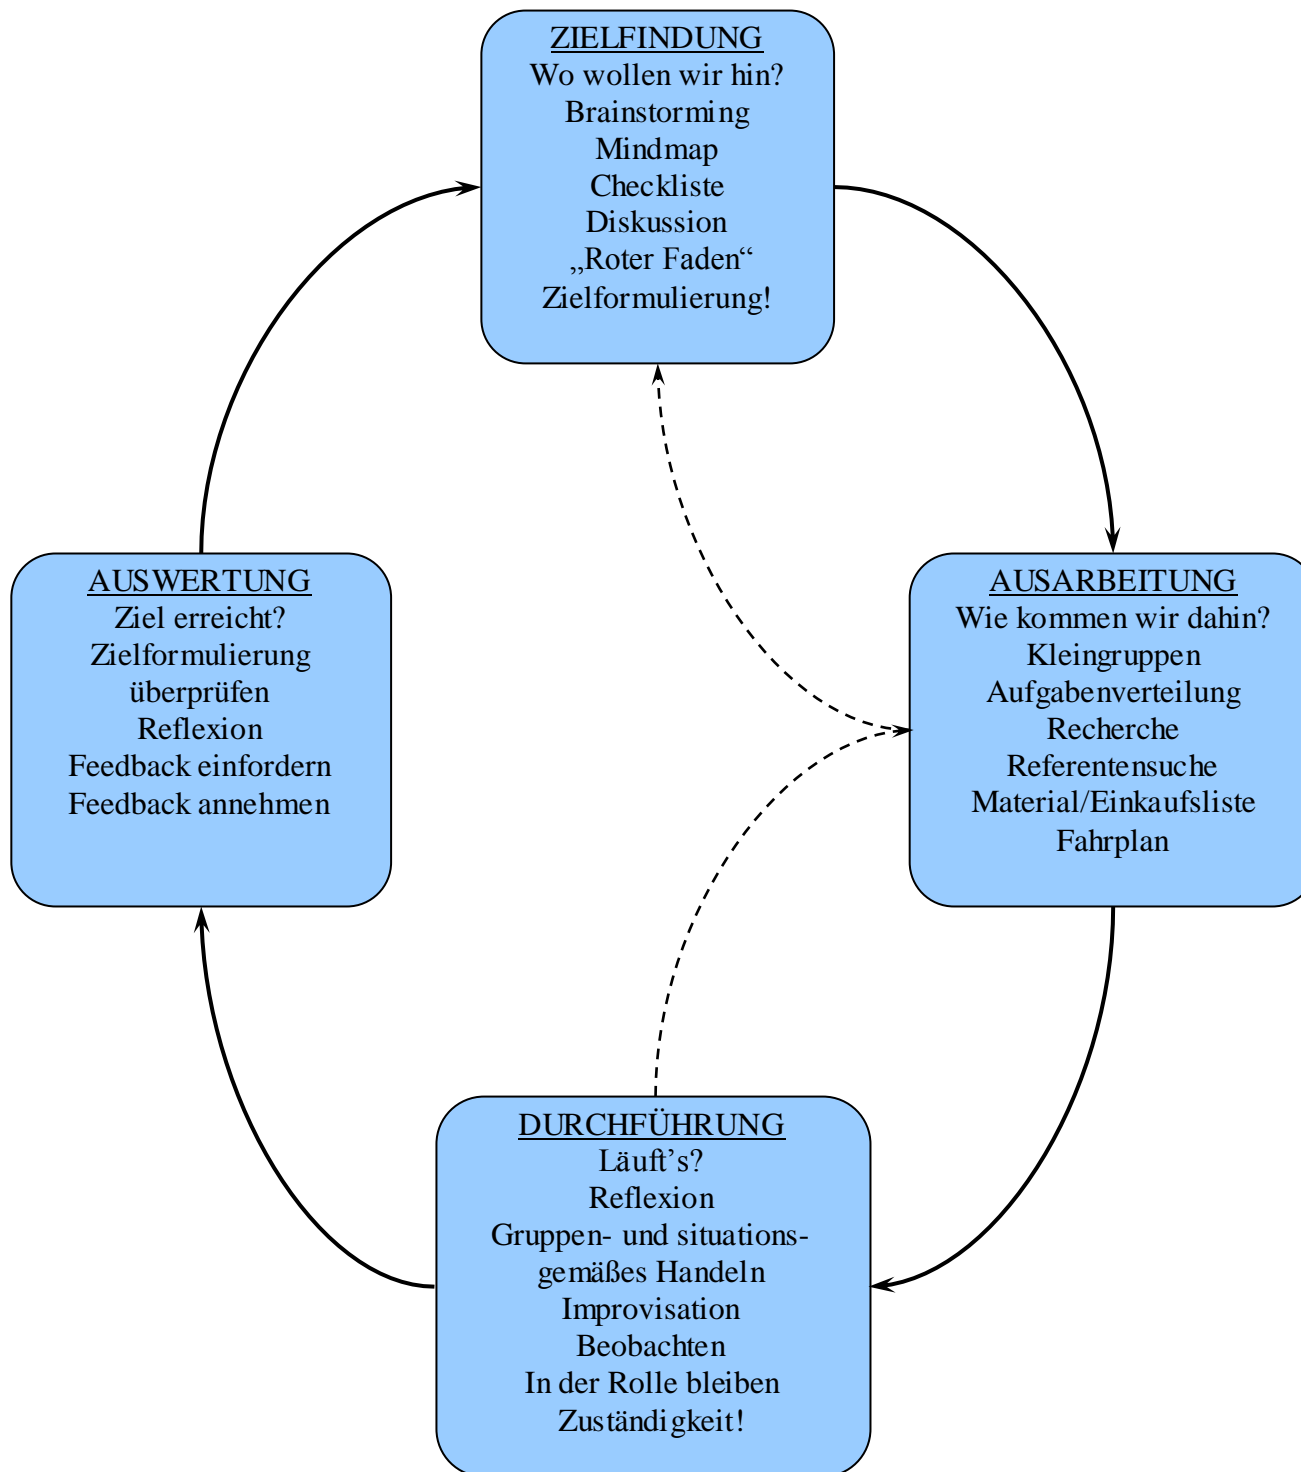 ZIELFINDUNG
Wo wollen wir hin?
Brainstorming
Mindmap
Checkliste
Diskussion
„Roter Faden“
Zielformulierung!
AUSWERTUNG
Ziel erreicht?
Zielformulierung
überprüfen
Reflexion
Feedback einfordern
Feedback annehmen
AUSARBEITUNG
Wie kommen wir dahin?
Kleingruppen
Aufgabenverteilung
Recherche
Referentensuche
Material/Einkaufsliste
Fahrplan
DURCHFÜHRUNG
Läuft’s?
Reflexion
Gruppen- und situations-
gemäßes Handeln
Improvisation
Beobachten
In der Rolle bleiben
Zuständigkeit!